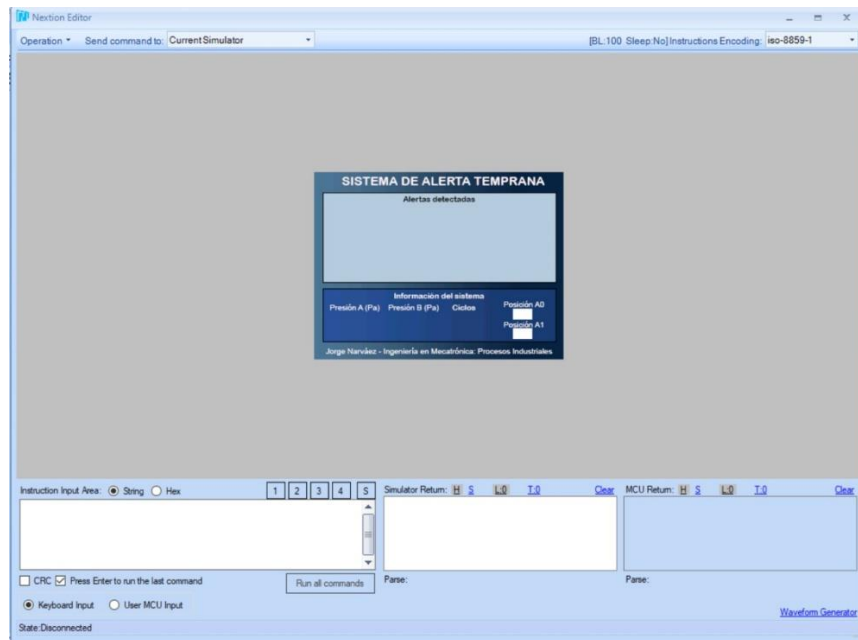 Nextion Editor
Operation Send command to: Current Simulator [BL:100 Sleep:No] Instructions Encoding: iso-8859-1
SISTEMA DE ALERTA TEMPRANA
Alertas detectadas
Información del sistema
Presión A (Pa) Presión B (Pa) Ciclos Posición A0
Posición A1
Jorge Narváez - Ingeniería en Mecatrónica: Procesos Industriales
Instruction Input Area: String Hex 1 2 3 4 S Simulator Return: H S L:0 T:0 Clear MCU Return: H S L:0 T:0 Clear
CRC Press Enter to run the last command Run all commands Parse: Parse:
Keyboard Input User MCU Input
Waveform Generator
State:Disconnected